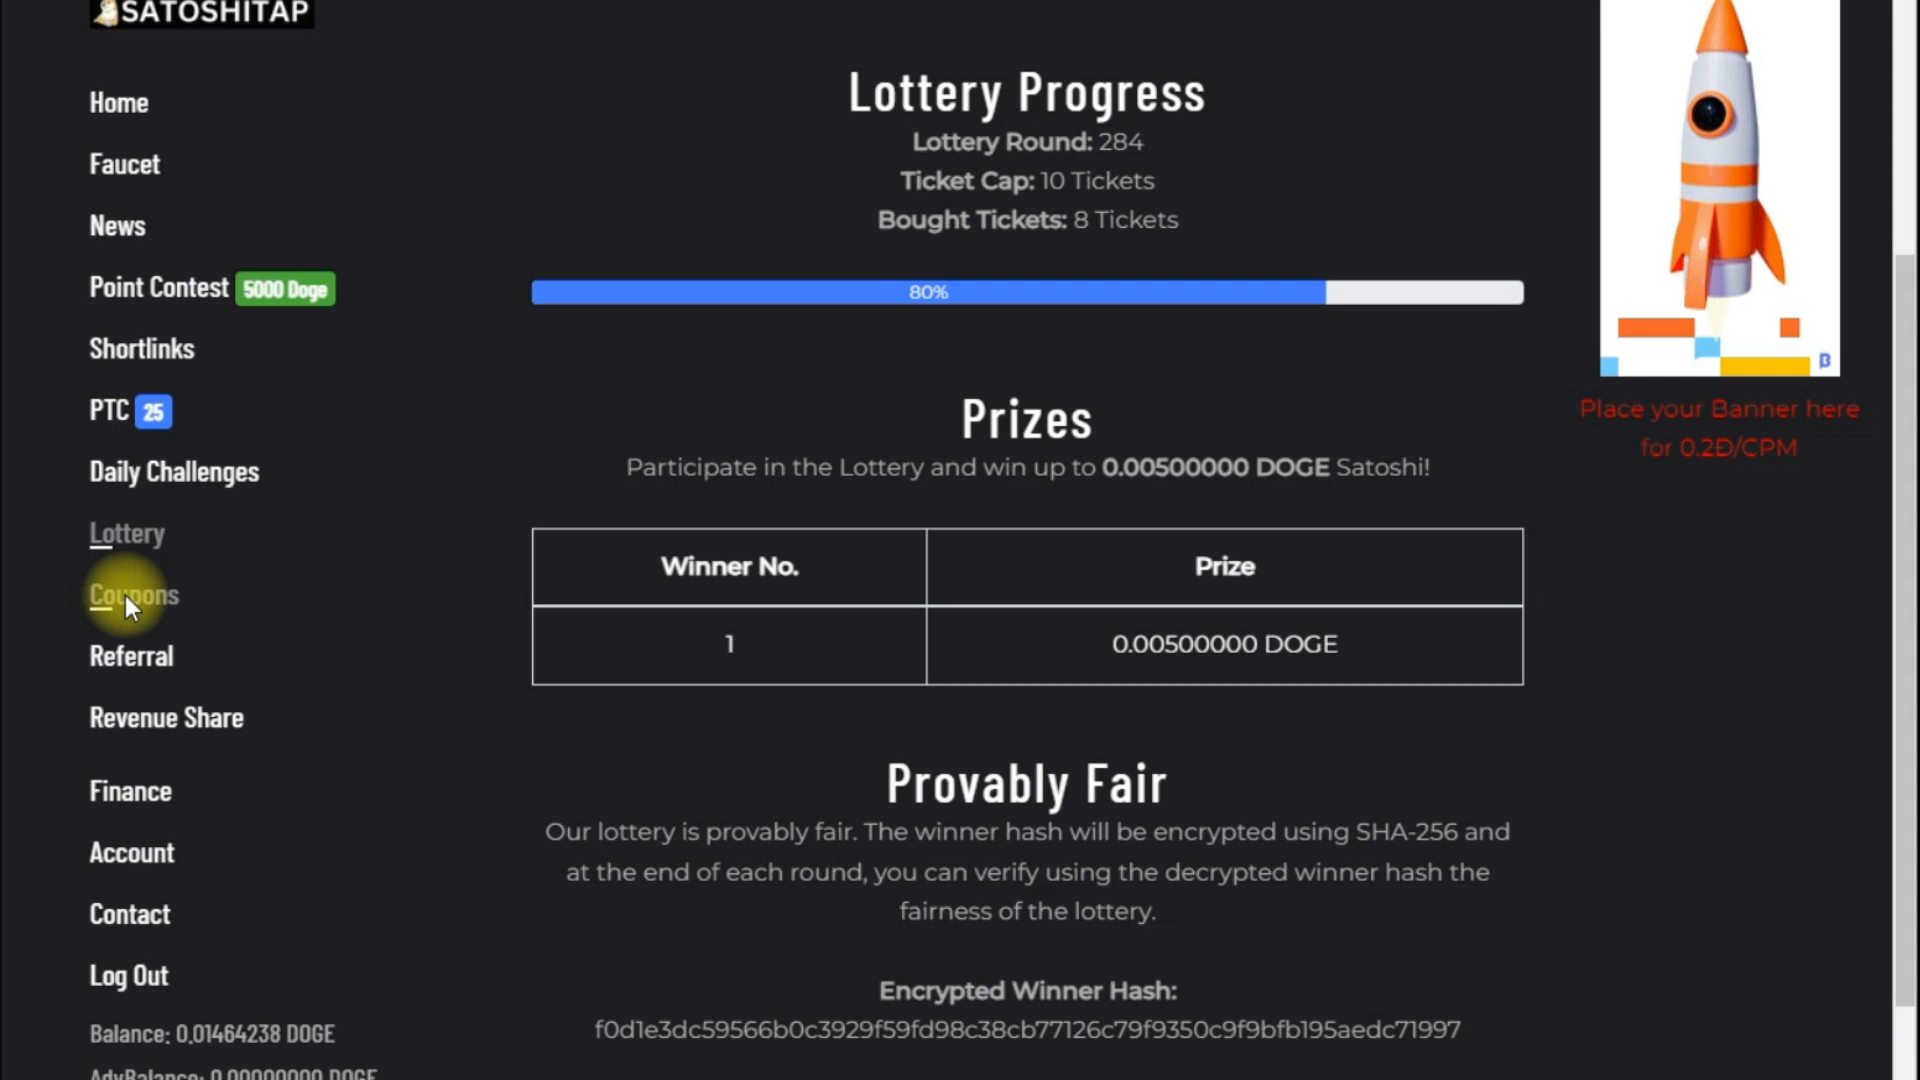 SATOSHITAP
Home
Faucet
News
Point Contest 5000 Doge
Shortlinks
PTC 25
Daily Challenges
Lottery
Coupons
Referral
Revenue Share
Finance
Account
Contact
Log Out
Balance: 0.01464238 DOGE
AdvBalance: 0.00000000 DOGE
Lottery Progress
Lottery Round: 284
Ticket Cap: 10 Tickets
Bought Tickets: 8 Tickets
80%
Prizes
Participate in the Lottery and win up to 0.00500000 DOGE Satoshi!
Winner No. Prize
1 0.00500000 DOGE
Provably Fair
Our lottery is provably fair. The winner hash will be encrypted using SHA-256 and
at the end of each round, you can verify using the decrypted winner hash the
fairness of the lottery.
Encrypted Winner Hash:
f0d1e3dc59566b0c3929f59fd98c38cb77126c79f9350c9f9bfb195aedc71997
Place your Banner here
for 0.2Đ/CPM